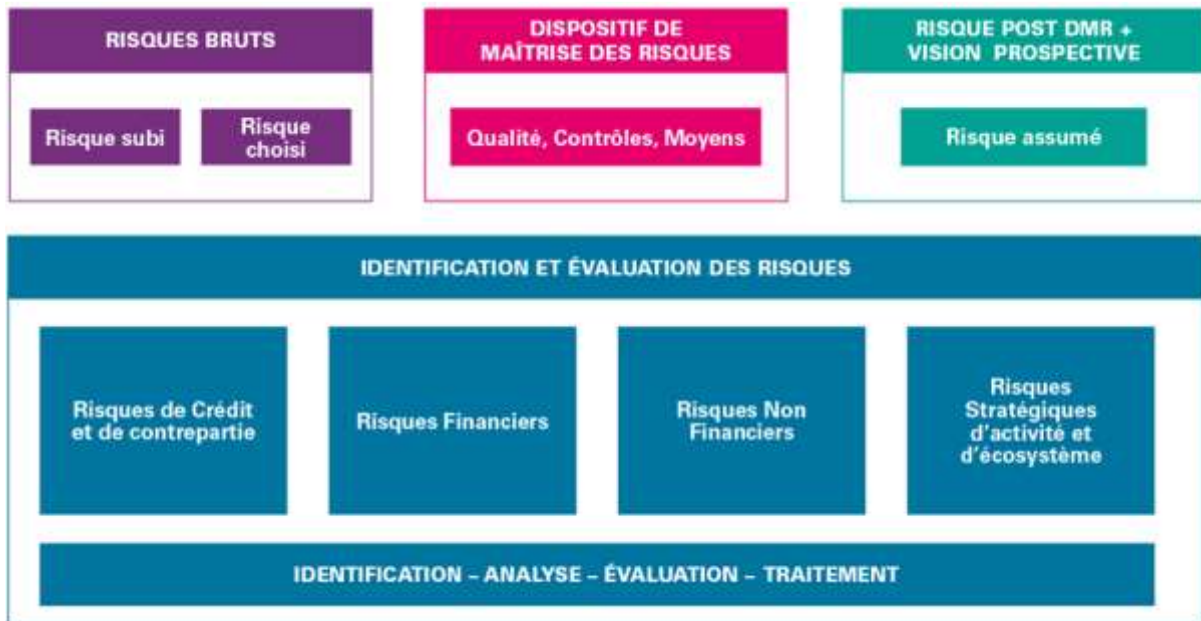 RISQUES BRUTS
Risque subi
Risque
choisi
DISPOSITIF DE
MAÎTRISE DES RISQUES
Qualité, Contrôles, Moyens
RISQUE POST DMR +
VISION PROSPECTIVE
Risque assumé
IDENTIFICATION ET ÉVALUATION DES RISQUES
Risques de Crédit
et de contrepartie
Risques Financiers
Risques Non
Financiers
Risques
Stratégiques
d'activité et
d'écosystème
IDENTIFICATION – ANALYSE – ÉVALUATION – TRAITEMENT